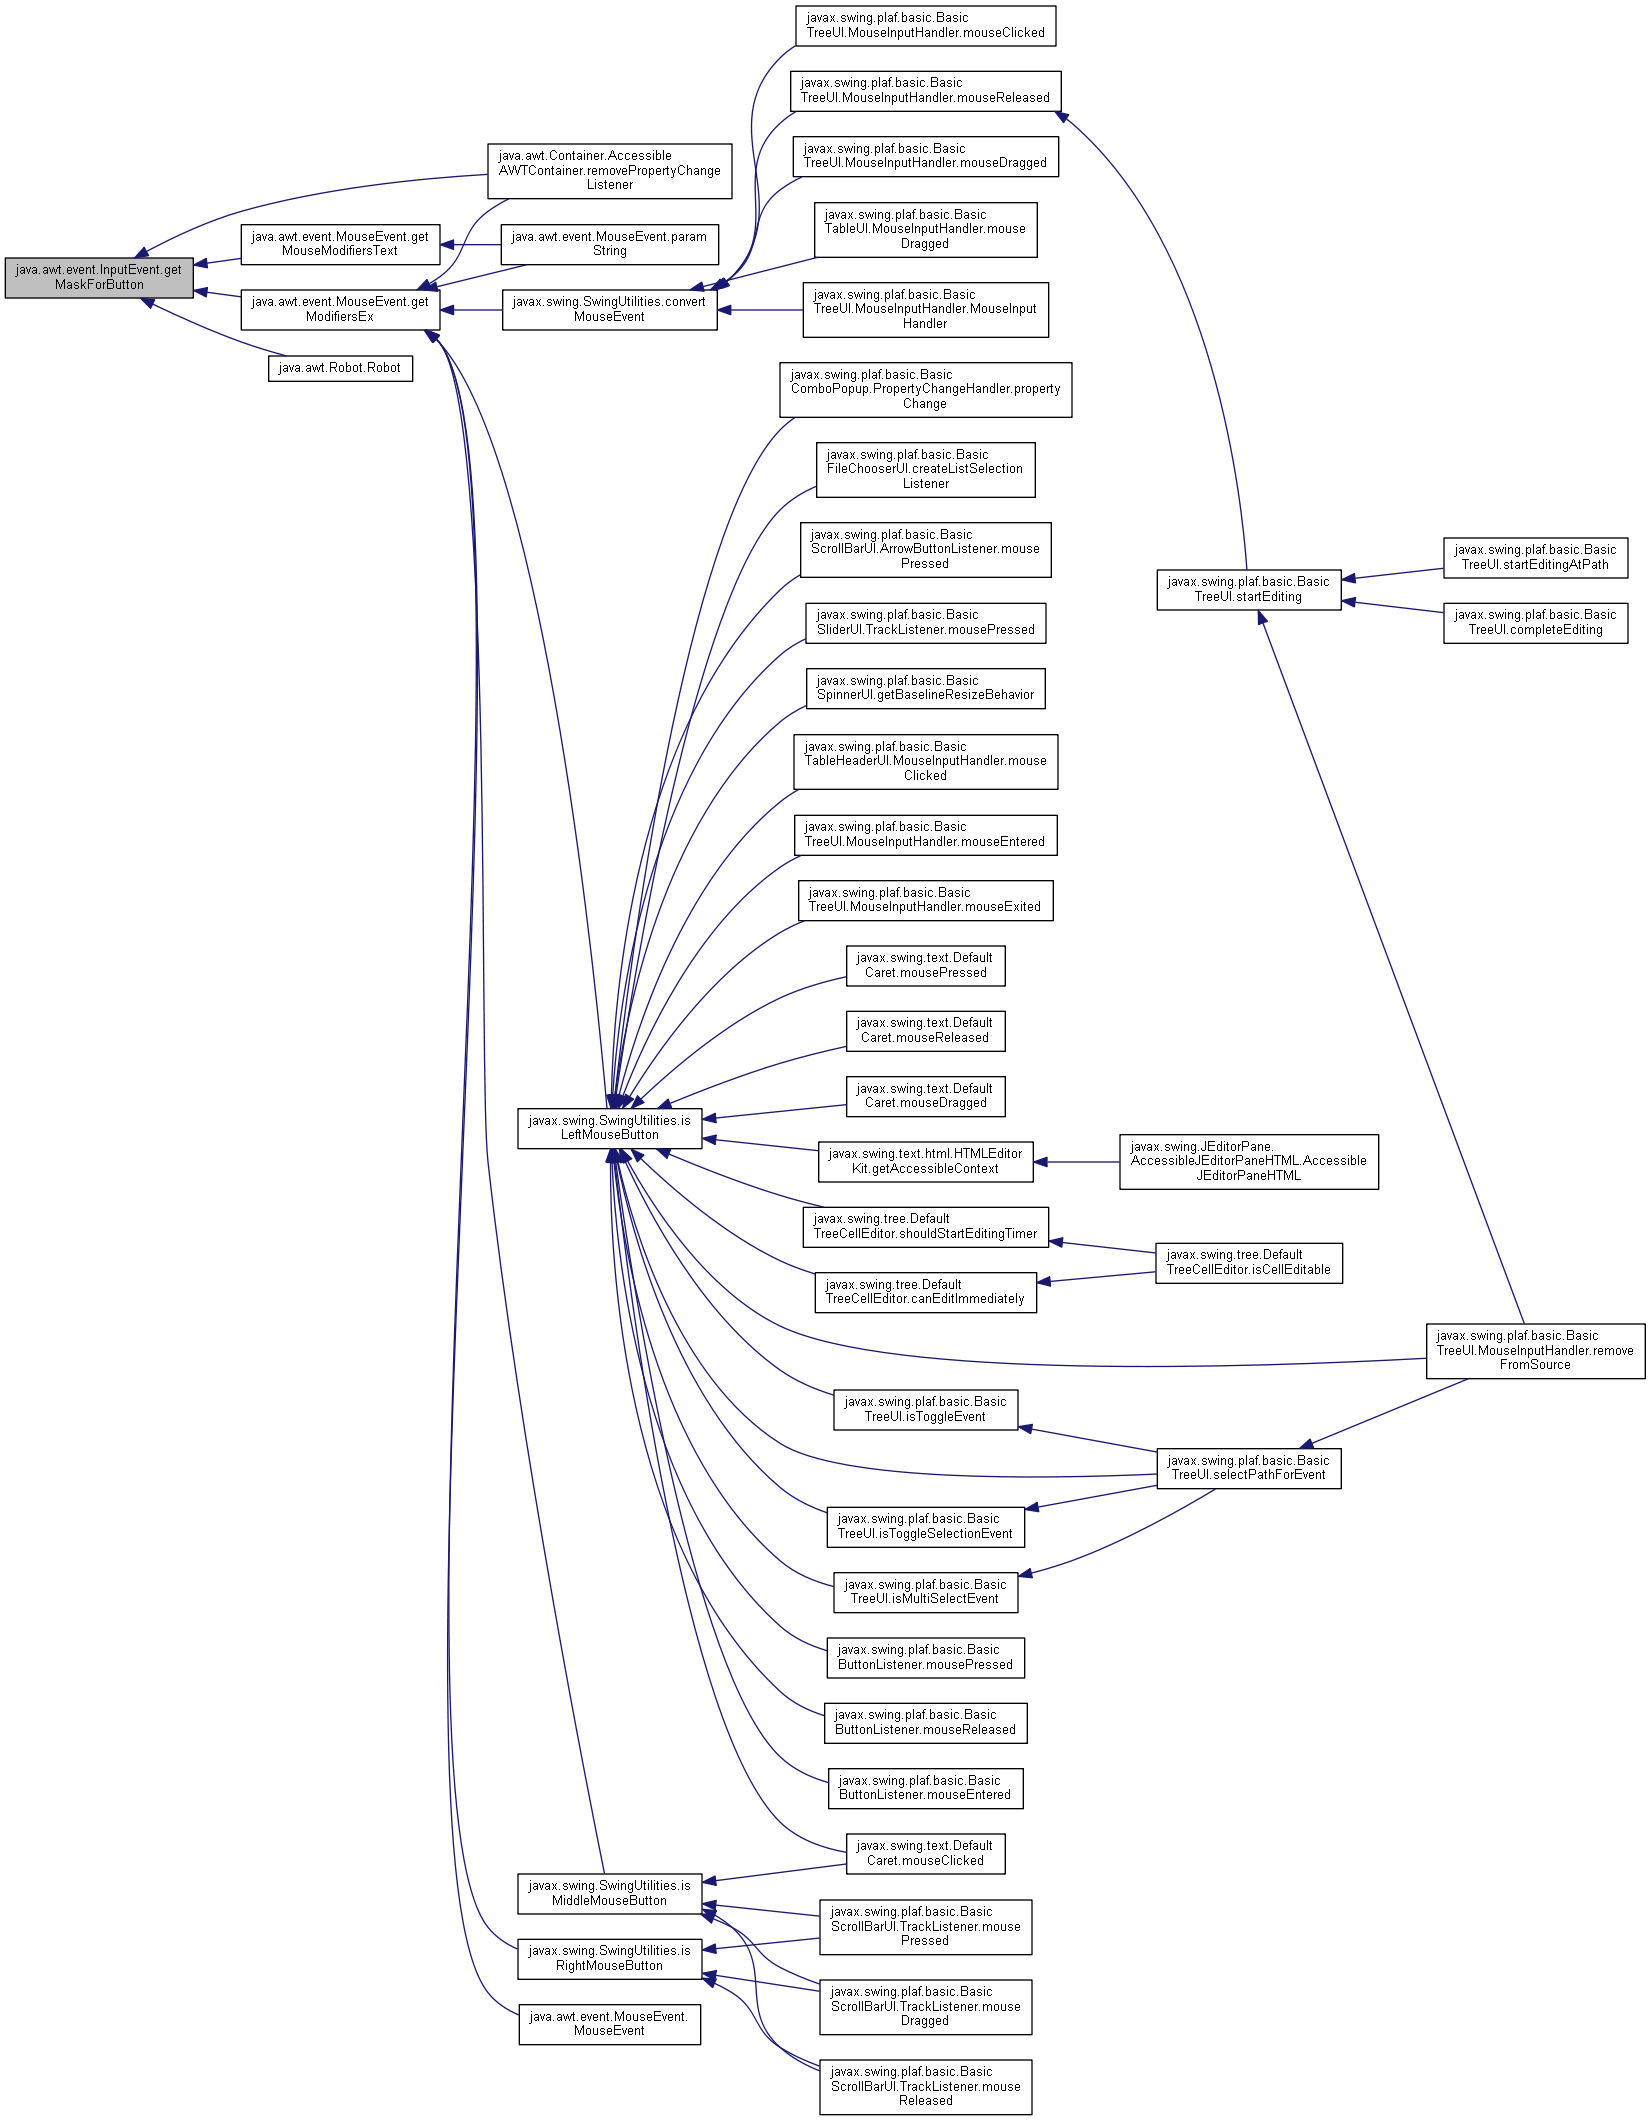 javax.swing.plaf.basic.Basic
TreeUI.MouseInputHandler.mouseClicked
javax.swing.plaf.basic.Basic
TreeUI.MouseInputHandler.mouseReleased
javax.swing.plaf.basic.Basic
TreeUI.MouseInputHandler.mouseDragged
java.awt.Container.Accessible
AWTContainer.removePropertyChange
Listener
javax.swing.plaf.basic.Basic
TableUI.MouseInputHandler.mouse
Dragged
java.awt.event.MouseEvent.get
MouseModifiersText
java.awt.event.MouseEvent.param
String
java.awt.event.InputEvent.get
MaskForButton
java.awt.event.MouseEvent.get
ModifiersEx
javax.swing.SwingUtilities.convert
MouseEvent
javax.swing.plaf.basic.Basic
TreeUI.MouseInputHandler.MouseInput
Handler
java.awt.Robot.Robot
javax.swing.plaf.basic.Basic
ComboPopup.PropertyChangeHandler.property
Change
javax.swing.plaf.basic.Basic
FileChooserUI.createListSelection
Listener
javax.swing.plaf.basic.Basic
ScrollBarUI.ArrowButtonListener.mouse
Pressed
javax.swing.plaf.basic.Basic
TreeUI.startEditingAtPath
javax.swing.plaf.basic.Basic
TreeUI.startEditing
javax.swing.plaf.basic.Basic
SliderUI.TrackListener.mousePressed
javax.swing.plaf.basic.Basic
TreeUI.completeEditing
javax.swing.plaf.basic.Basic
SpinnerUI.getBaselineResizeBehavior
javax.swing.plaf.basic.Basic
TableHeaderUI.MouseInputHandler.mouse
Clicked
javax.swing.plaf.basic.Basic
TreeUI.MouseInputHandler.mouseEntered
javax.swing.plaf.basic.Basic
TreeUI.MouseInputHandler.mouseExited
javax.swing.text.Default
Caret.mousePressed
javax.swing.text.Default
Caret.mouseReleased
javax.swing.text.Default
Caret.mouseDragged
javax.swing.SwingUtilities.is
LeftMouseButton
javax.swing.text.html.HTMLEditor
Kit.getAccessibleContext
javax.swing.JEditorPane.
AccessibleJEditorPaneHTML.Accessible
JEditorPaneHTML
javax.swing.tree.Default
TreeCellEditor.shouldStartEditingTimer
javax.swing.tree.Default
TreeCellEditor.isCellEditable
javax.swing.tree.Default
TreeCellEditor.canEditImmediately
javax.swing.plaf.basic.Basic
TreeUI.MouseInputHandler.remove
FromSource
javax.swing.plaf.basic.Basic
TreeUI.isToggleEvent
javax.swing.plaf.basic.Basic
TreeUI.selectPathForEvent
javax.swing.plaf.basic.Basic
TreeUI.isToggleSelectionEvent
javax.swing.plaf.basic.Basic
TreeUI.isMultiSelectEvent
javax.swing.plaf.basic.Basic
ButtonListener.mousePressed
javax.swing.plaf.basic.Basic
ButtonListener.mouseReleased
javax.swing.plaf.basic.Basic
ButtonListener.mouseEntered
javax.swing.text.Default
Caret.mouseClicked
javax.swing.SwingUtilities.is
MiddleMouseButton
javax.swing.plaf.basic.Basic
ScrollBarUI.TrackListener.mouse
Pressed
javax.swing.SwingUtilities.is
RightMouseButton
javax.swing.plaf.basic.Basic
ScrollBarUI.TrackListener.mouse
Dragged
java.awt.event.MouseEvent.
MouseEvent
javax.swing.plaf.basic.Basic
ScrollBarUI.TrackListener.mouse
Released